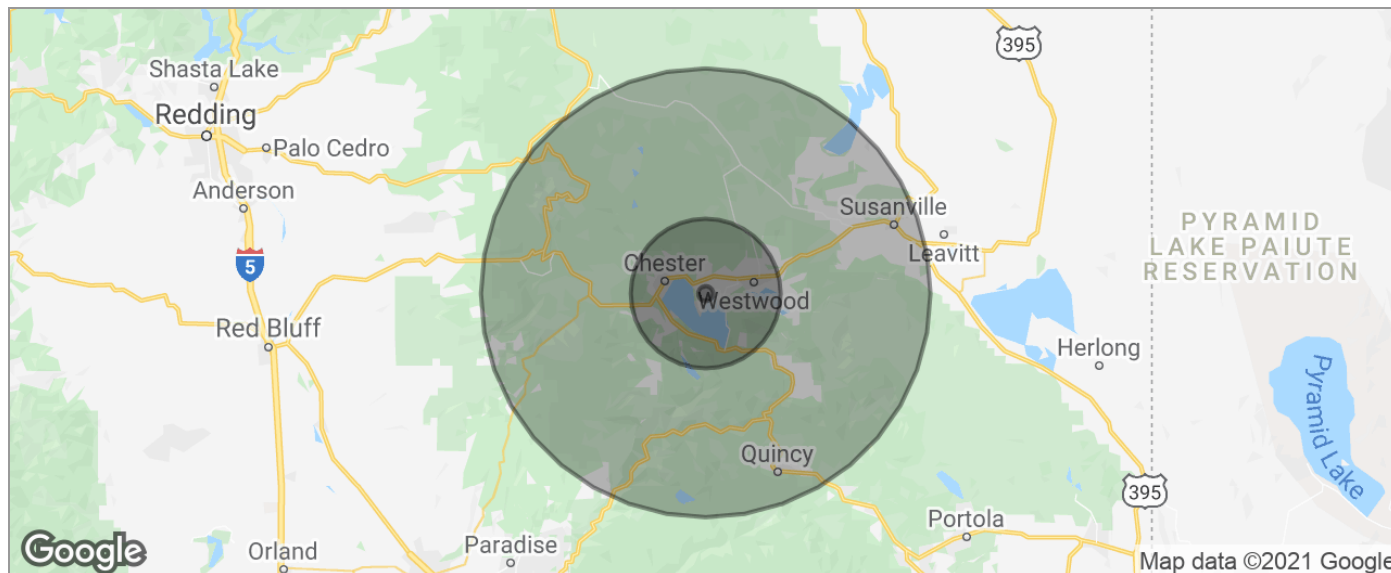 395
Shasta Lake
Redding
Palo Cedro
Anderson
Susanville
PYRAMID
LAKE PAIUTE
RESERVATION
Leavitt
5
Chester
Westwood
Red Bluff
Herlong
Pyramid Lake
Quincy
395
Portola
Paradise
Orland
Google
Map data ©2021 Google